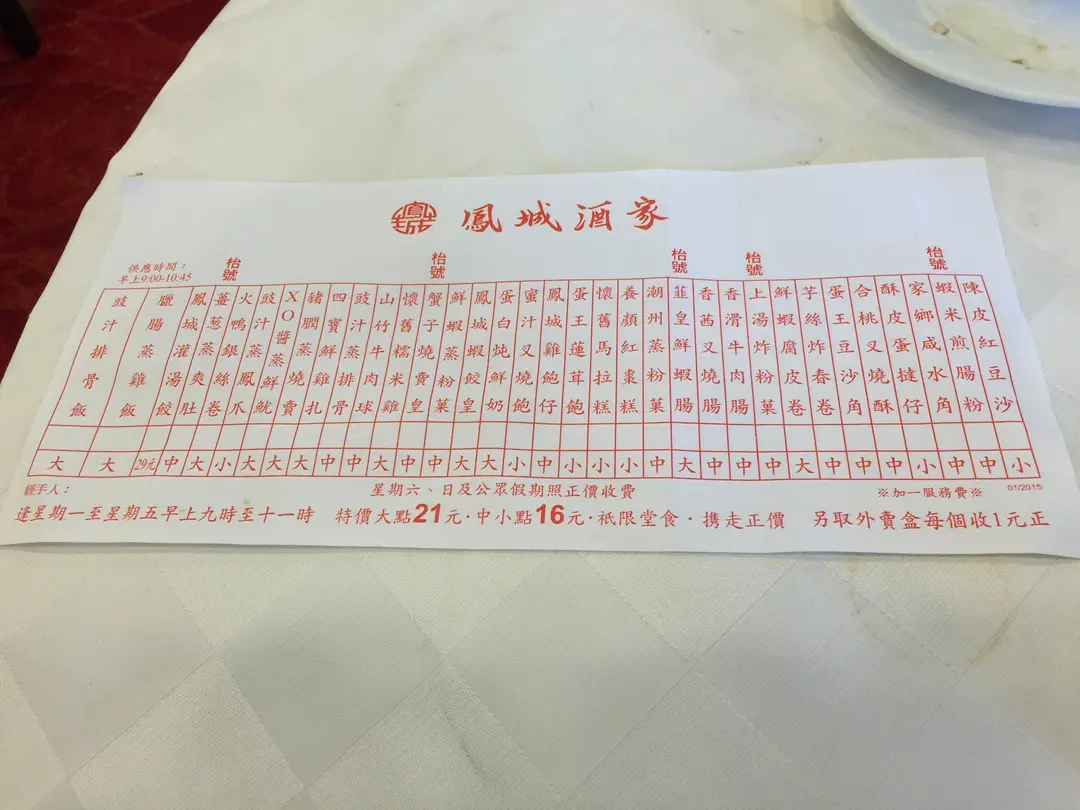 鳳城 鳳城酒家
供應時間：
早上9:00-10:45
枱號
枱號
枱號
枱號
枱號
陳皮紅豆沙 小
蝦米煎腸粉 中
家鄉咸水角 中
酥皮蛋撻仔 小
合桃叉燒酥 中
蛋王豆沙角 中
芋絲炸春卷 中
鮮蝦腐皮卷 大
上湯炸粉菓 中
香滑牛肉腸 中
香茜叉燒腸 中
韮皇鮮蝦腸 大
潮州蒸粉菓 中
養顏紅棗糕 小
懷舊馬拉糕 小
蛋王蓮茸飽 小
鳳城雞飽仔 中
蜜汁叉燒飽 小
蛋白炖鮮奶 大
鳳城蝦餃皇 大
鮮蝦蒸粉菓 中
蟹子燒賣皇 中
懷舊糯米雞 大
山竹牛肉球 中
豉汁蒸排骨 中
四寶鮮雞扎 大
豬膶蒸燒賣 大
XO醬蒸鮮魷 大
豉汁蒸鳳爪 小
火鴨銀絲卷 大
薑葱蒸爽肚 中
鳳城灌湯餃 29元
臘腸蒸雞飯 大
豉汁排骨飯 大
經手人：
星期六、日及公眾假期照正價收費
※加一服務費※
01/2015
逢星期一至星期五早上九時至十一時 特價大點21元·中小點16元·祇限堂食·携走正價 另取外賣盒每個收1元正